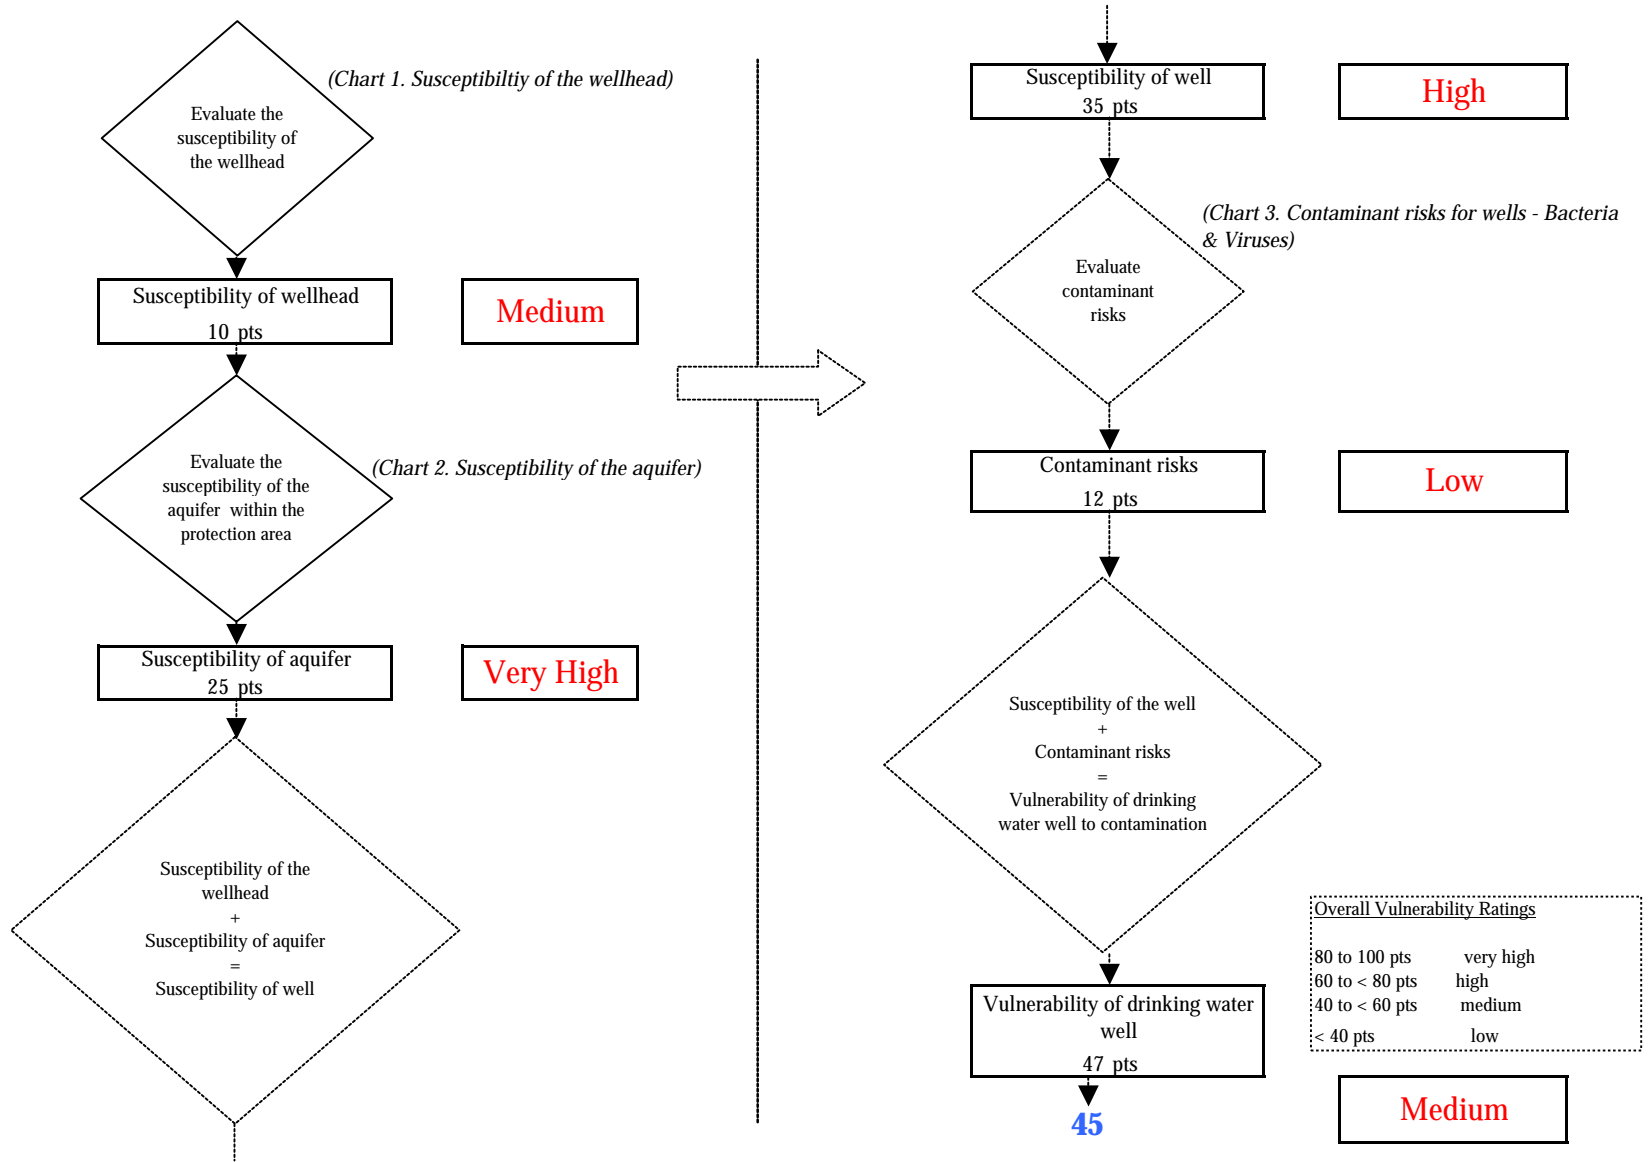 (Chart 1. Susceptibiltiy of the wellhead)
Evaluate the
susceptibility of
the wellhead
Susceptibility of wellhead
10 pts
Medium
(Chart 2. Susceptibility of the aquifer)
Evaluate the
susceptibility of the
aquifer within the
protection area
Susceptibility of aquifer
25 pts
Very High
Susceptibility of the
wellhead
+
Susceptibility of aquifer
=
Susceptibility of well
Susceptibility of well
35 pts
High
(Chart 3. Contaminant risks for wells - Bacteria
& Viruses)
Evaluate
contaminant
risks
Contaminant risks
12 pts
Low
Susceptibility of the well
+
Contaminant risks
=
Vulnerability of drinking
water well to contamination
Overall Vulnerability Ratings
80 to 100 pts very high
60 to < 80 pts high
40 to < 60 pts medium
< 40 pts low
Vulnerability of drinking water
well
47 pts
Medium
45